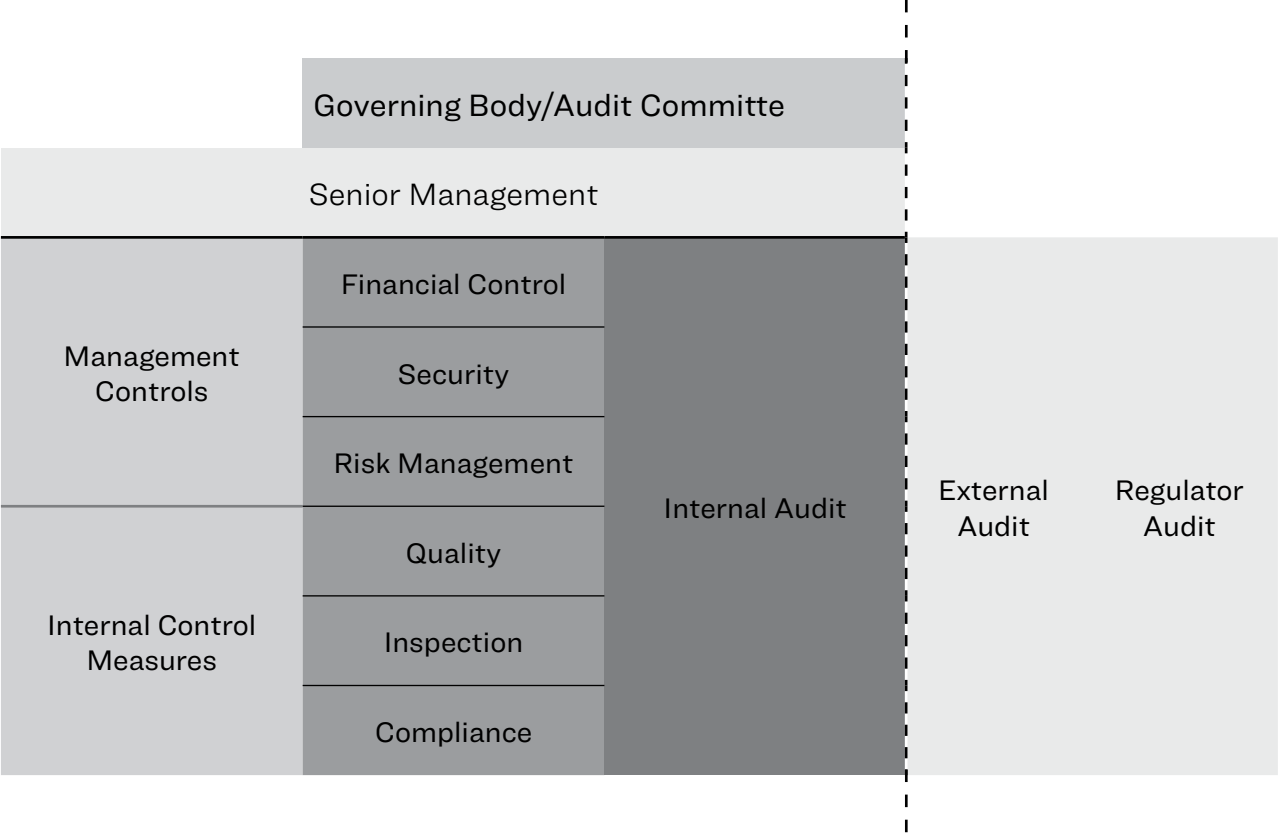 Governing Body/Audit Committe
Senior Management
Management
Controls
Internal Control
Measures
Financial Control
Security
Risk Management
Quality
Inspection
Compliance
Internal Audit
External
Audit
Regulator
Audit